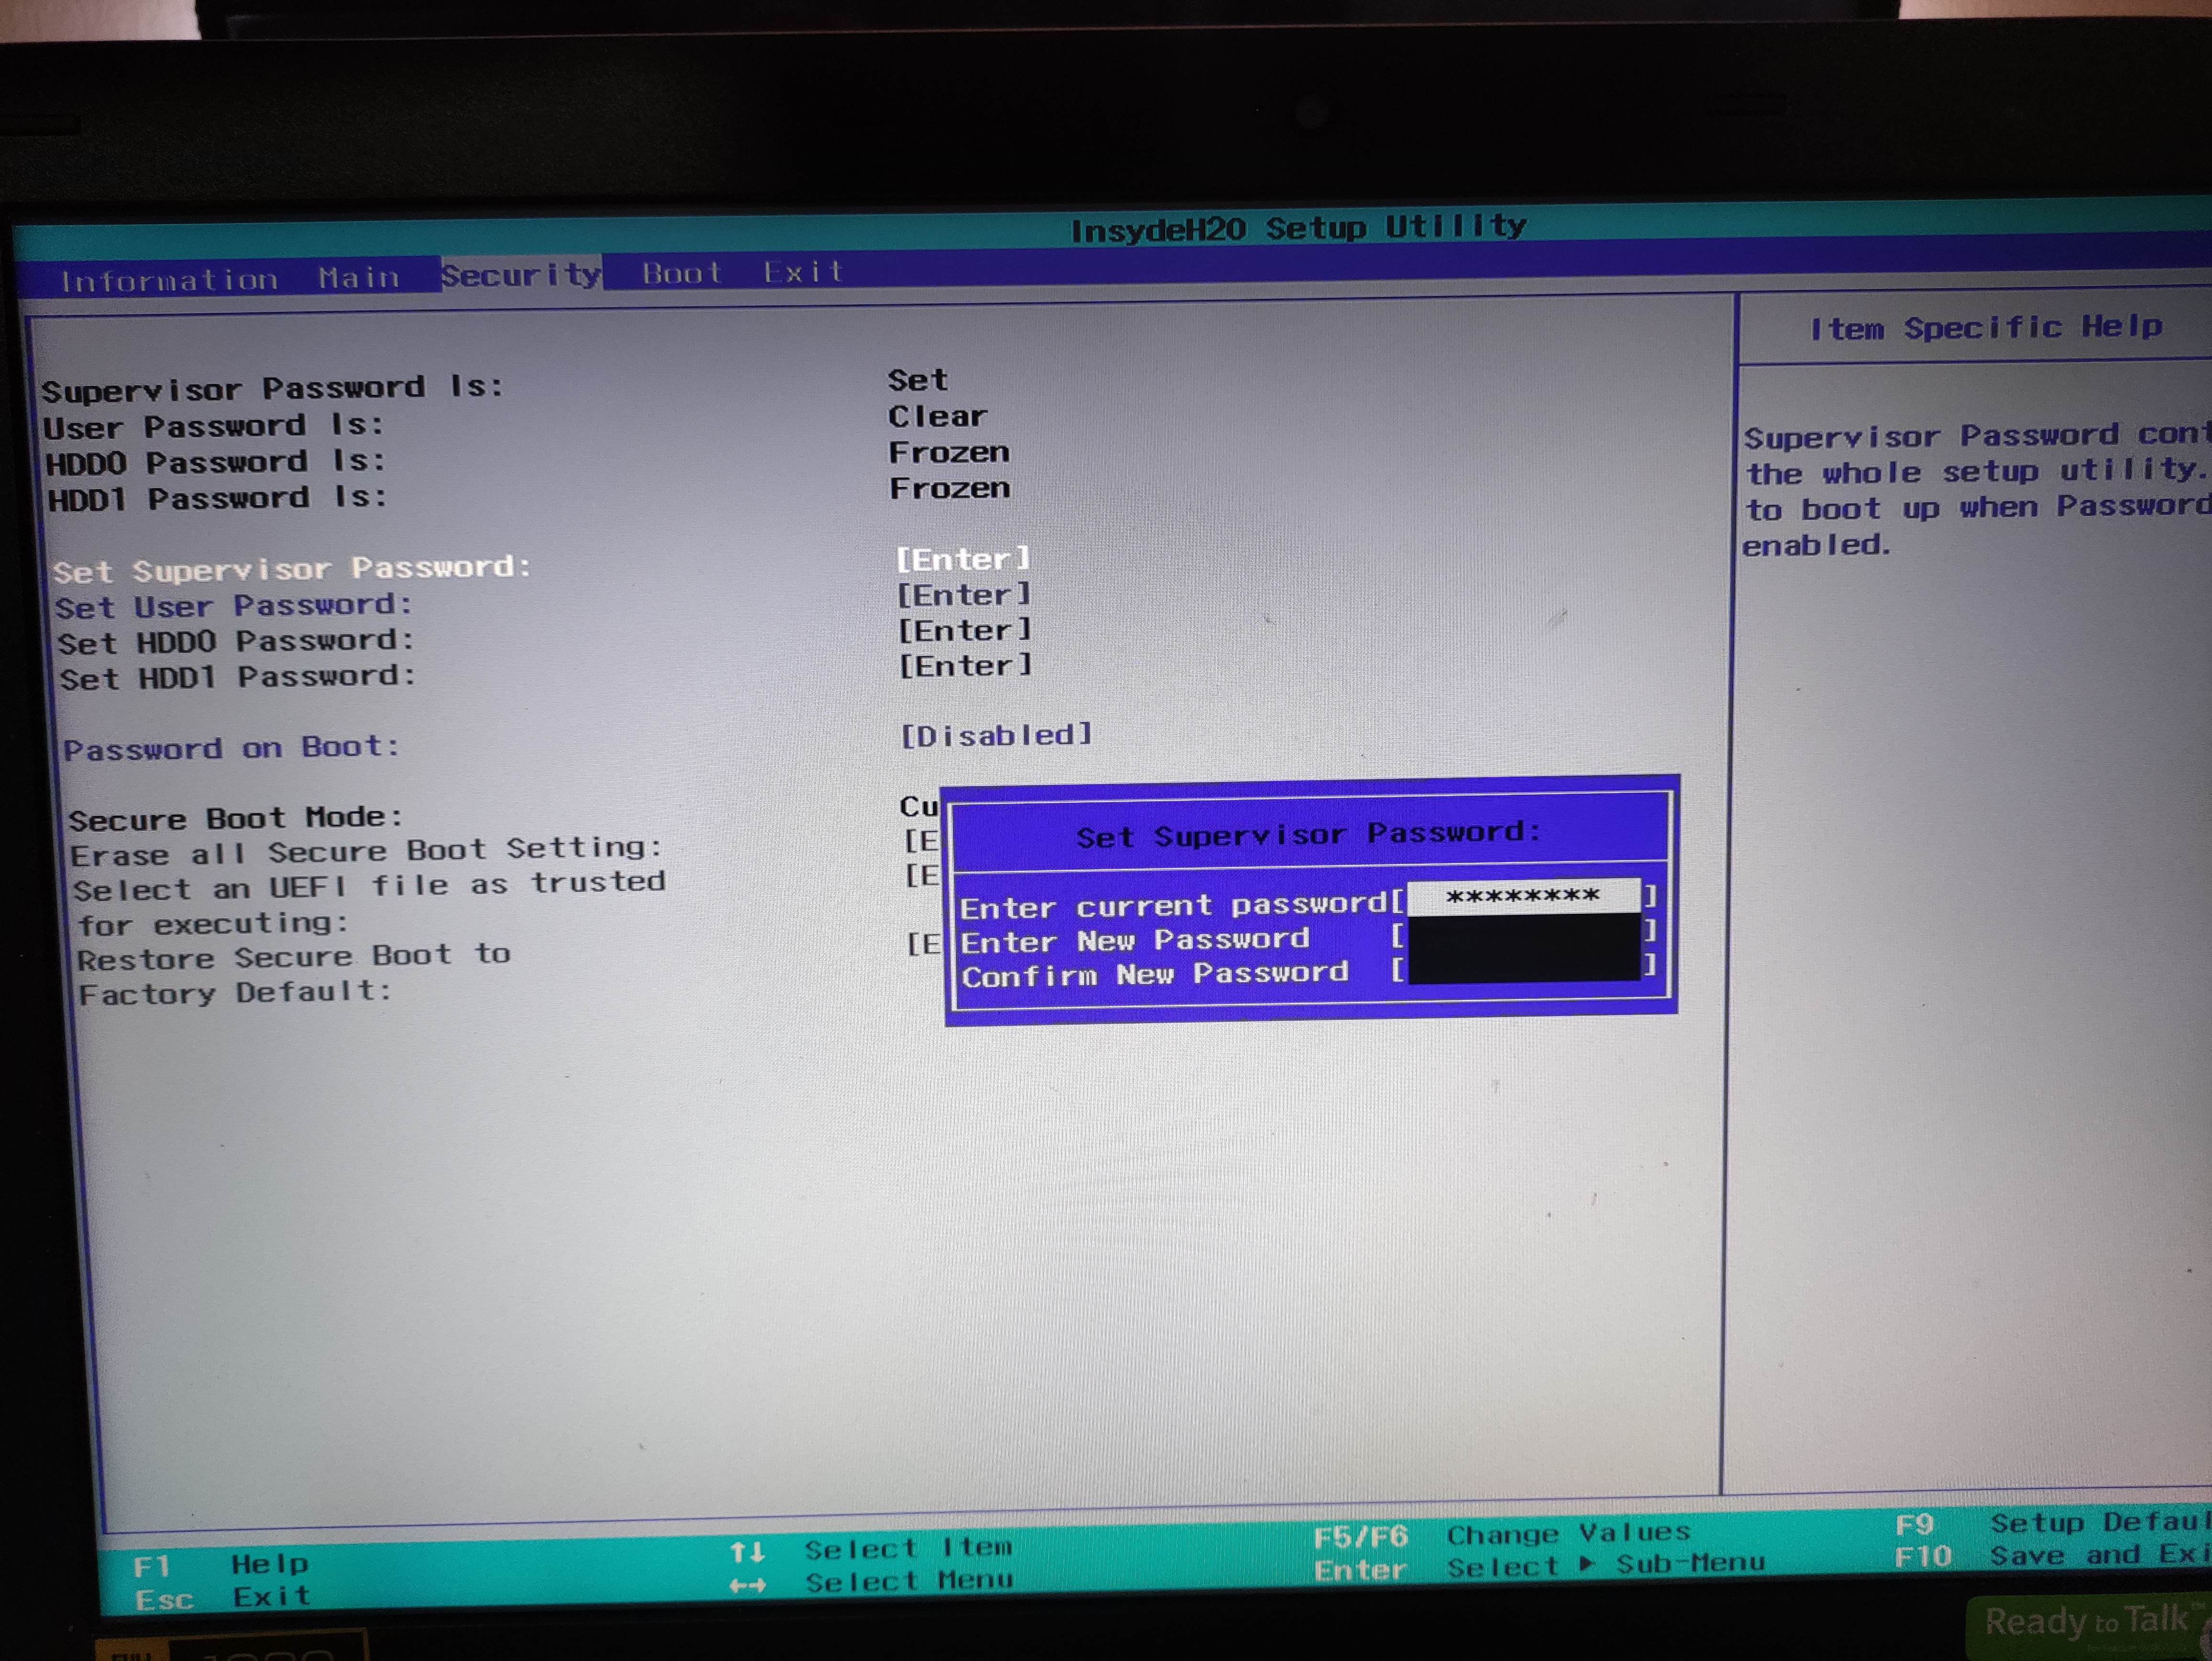 InsydeH20 Setup Utility
Information Main Security Boot Exit
Item Specific Help
Supervisor Password Is: Set
User Password Is: Clear
HDD0 Password Is: Frozen
HDD1 Password Is: Frozen
Supervisor Password cont
the whole setup utility.
to boot up when Password
enabled.
Set Supervisor Password: [Enter]
Set User Password: [Enter]
Set HDD0 Password: [Enter]
Set HDD1 Password: [Enter]
Password on Boot: [Disabled]
Secure Boot Mode: Cu
Erase all Secure Boot Setting: [E
Select an UEFI file as trusted [E
for executing:
Restore Secure Boot to [E
Factory Default:
Set Supervisor Password:
Enter current password[ ******** ]
Enter New Password [ ]
Confirm New Password [ ]
F1 Help ↑↓ Select Item F5/F6 Change Values F9 Setup Defaul
Esc Exit ←→ Select Menu Enter Select ▶ Sub-Menu F10 Save and Exi
Ready to Talk™